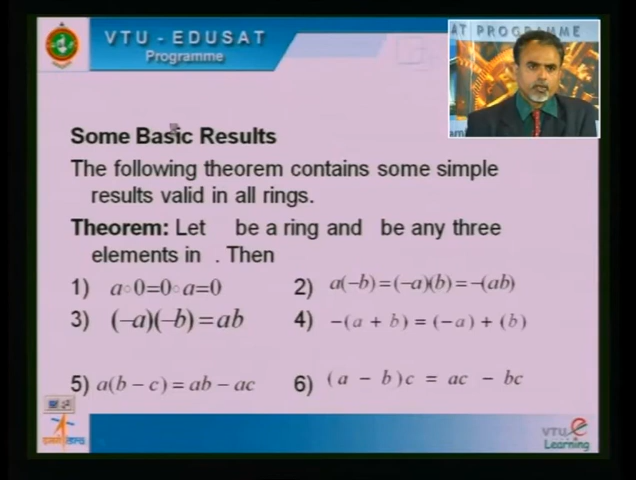 VTU - EDUSAT
Programme
AT PROGRAMME
Some Basic Results
The following theorem contains some simple
results valid in all rings.
Theorem: Let be a ring and be any three
elements in . Then
1) a∘0=0∘a=0
2) a(−b)=(−a)(b)=−(ab)
3) (−a)(−b)=ab
4) −(a + b) = (−a) + (b)
5) a(b − c) = ab − ac
6) (a − b)c = ac − bc
VTU e
Learning